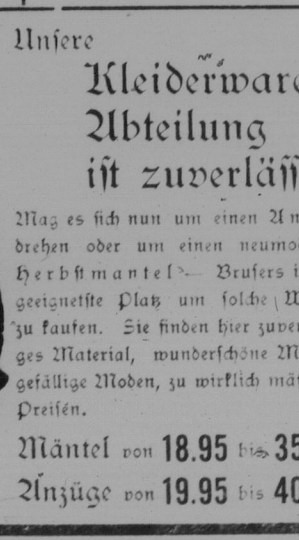 Unsere
Kleiderware
Abteilung
ist zuverläss
Mag es sich nun um einen An
drehen oder um einen neumo
Herbstmantel — Brusers i
geeignetste Platz um solche W
zu kaufen. Sie finden hier zuver
ges Material, wunderschöne M
gefällige Moden, zu wirklich mäs
Preisen.
Mäntel von 18.95 bis 35
Anzüge von 19.95 bis 40